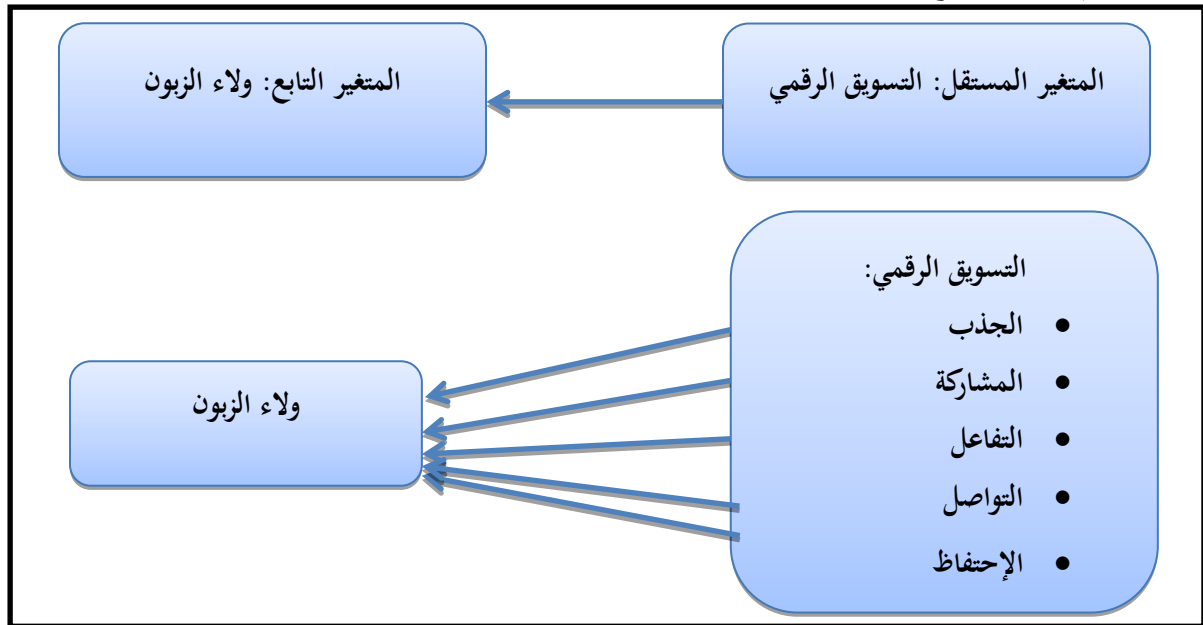 المتغير المستقل: التسويق الرقمي
المتغير التابع: ولاء الزبون
التسويق الرقمي:
• الجذب
• المشاركة
• التفاعل
• التواصل
• الإحتفاظ
ولاء الزبون